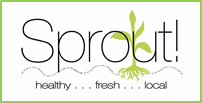 Sprout!
healthy . . . fresh . . . local